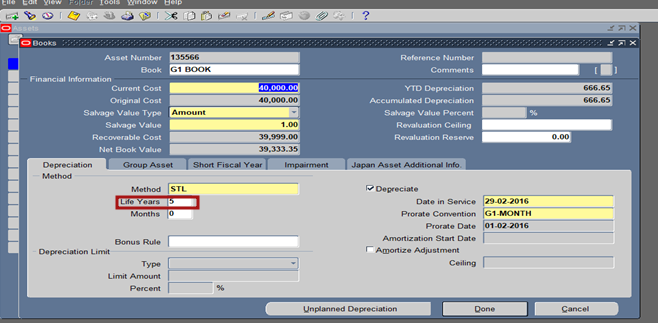 File Edit View Folder Tools Window Help
Assets
Books
Asset Number 135566 Reference Number
Book G1 BOOK Comments [ ]
Financial Information
Current Cost 40,000.00 YTD Depreciation 666.65
Original Cost 40,000.00 Accumulated Depreciation 666.65
Salvage Value Type Amount Salvage Value Percent %
Salvage Value 1.00 Revaluation Ceiling
Recoverable Cost 39,999.00 Revaluation Reserve 0.00
Net Book Value 39,333.35
Depreciation Group Asset Short Fiscal Year Impairment Japan Asset Additional Info.
Method
Method STL Depreciate
Life Years 5 Date in Service 29-02-2016
Months 0 Prorate Convention G1-MONTH
Prorate Date 01-02-2016
Bonus Rule Amortization Start Date
Depreciation Limit Amortize Adjustment
Type Ceiling
Limit Amount
Percent %
Unplanned Depreciation Done Cancel